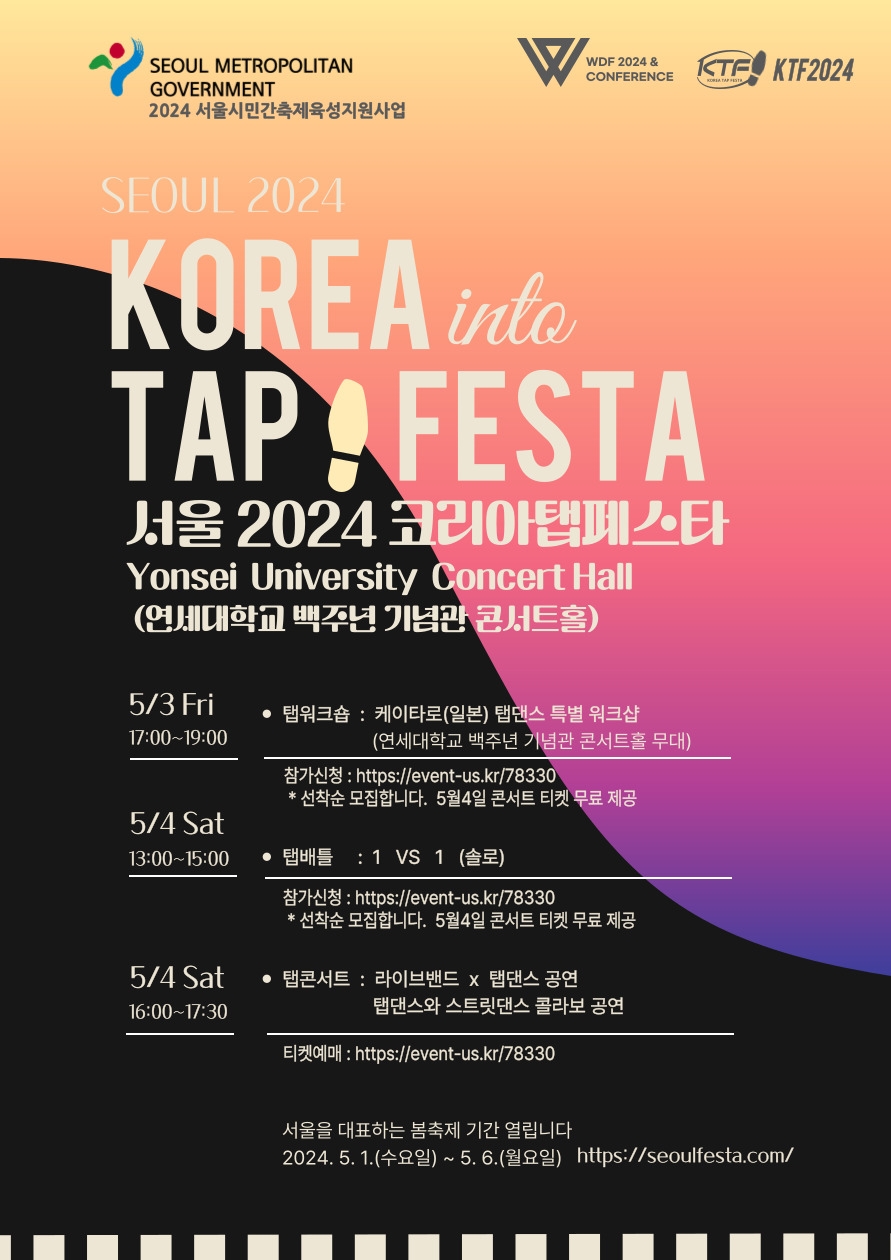 SEOUL METROPOLITAN
GOVERNMENT
2024 서울시민간축제육성지원사업
WDF 2024 &
CONFERENCE
KTF
KOREA TAP FESTA
KTF2024
SEOUL 2024
KOREA into
TAP FESTA
서울 2024 코리아탭페스타
Yonsei University Concert Hall
(연세대학교 백주년 기념관 콘서트홀)
5/3 Fri
17:00~19:00
• 탭워크숍 : 케이타로(일본) 탭댄스 특별 워크샵
(연세대학교 백주년 기념관 콘서트홀 무대)
참가신청 : https://event-us.kr/78330
* 선착순 모집합니다. 5월4일 콘서트 티켓 무료 제공
5/4 Sat
13:00~15:00
• 탭배틀 : 1 VS 1 (솔로)
참가신청 : https://event-us.kr/78330
* 선착순 모집합니다. 5월4일 콘서트 티켓 무료 제공
5/4 Sat
16:00~17:30
• 탭콘서트 : 라이브밴드 x 탭댄스 공연
탭댄스와 스트릿댄스 콜라보 공연
티켓예매 : https://event-us.kr/78330
서울을 대표하는 봄축제 기간 열립니다
2024. 5. 1.(수요일) ~ 5. 6.(월요일) https://seoulfesta.com/